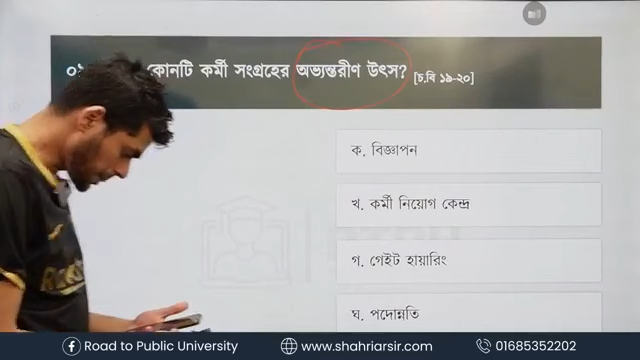 কোনটি কর্মী সংগ্রহের অভ্যন্তরীণ উৎস? [চ.বি ১৯-২০]
ক. বিজ্ঞাপন
খ. কর্মী নিয়োগ কেন্দ্র
গ. গেইট হায়ারিং
ঘ. পদোন্নতি
Road to Public University www.shahriarsir.com 01685352202